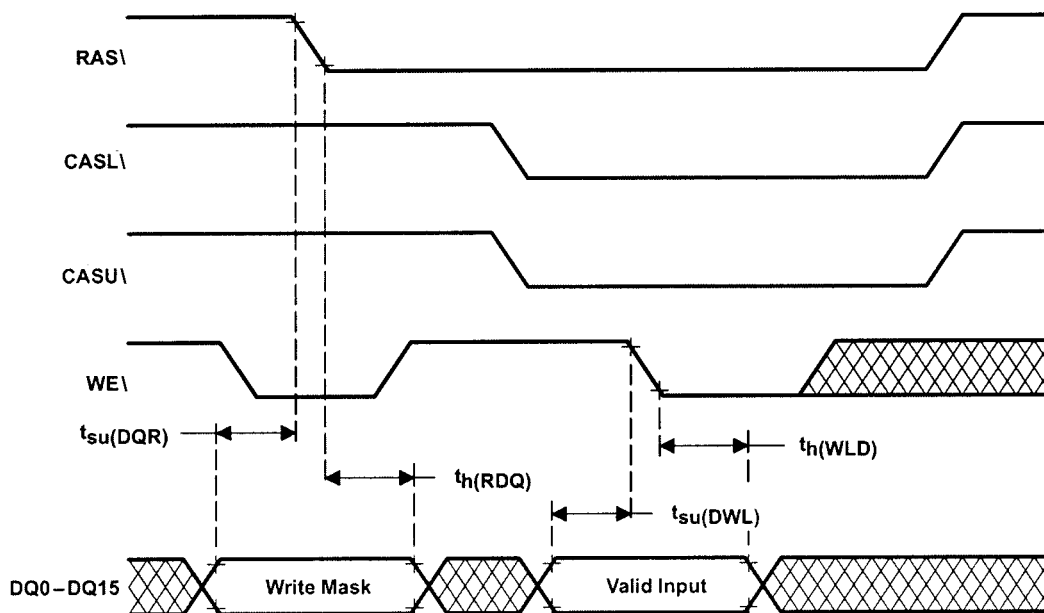 RAS\
CASL\
CASU\
WE\
tsu(DQR)
th(WLD)
th(RDQ)
tsu(DWL)
DQ0–DQ15
Write Mask
Valid Input